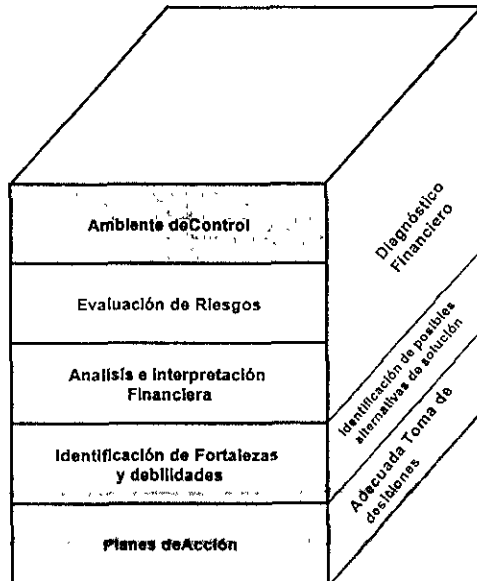 Ambiente deControl
Evaluación de Riesgos
Analisis e interpretación
Financiera
Identificación de Fortalezas
y debilidades
Planes deAcción
Diagnóstico
Financiero
Identificación de posibles
alternativas de solución
Adecuada Toma de
desiciones